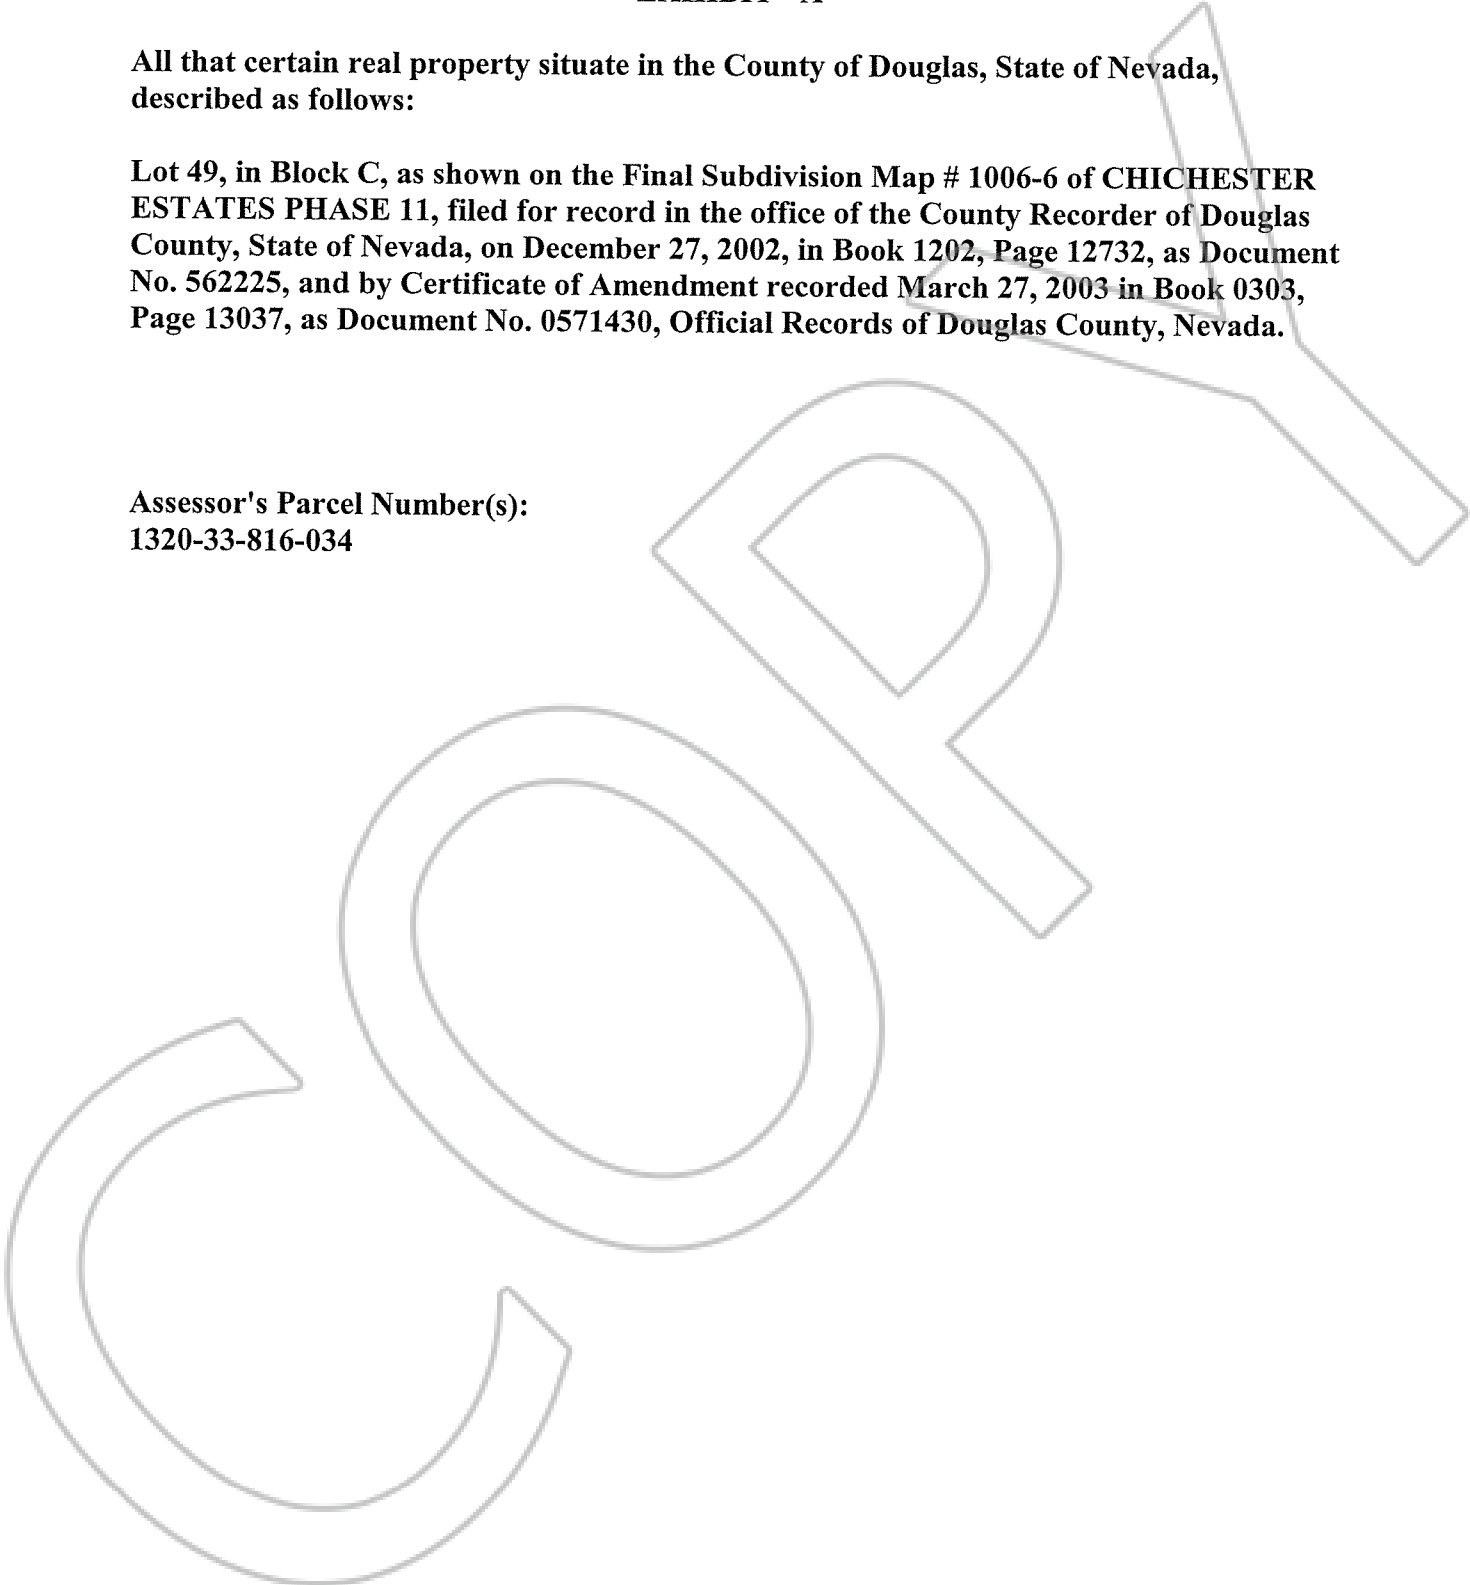 All that certain real property situate in the County of Douglas, State of Nevada,
described as follows:
Lot 49, in Block C, as shown on the Final Subdivision Map # 1006-6 of CHICHESTER
ESTATES PHASE 11, filed for record in the office of the County Recorder of Douglas
County, State of Nevada, on December 27, 2002, in Book 1202, Page 12732, as Document
No. 562225, and by Certificate of Amendment recorded March 27, 2003 in Book 0303,
Page 13037, as Document No. 0571430, Official Records of Douglas County, Nevada.
Assessor's Parcel Number(s):
1320-33-816-034
COPY